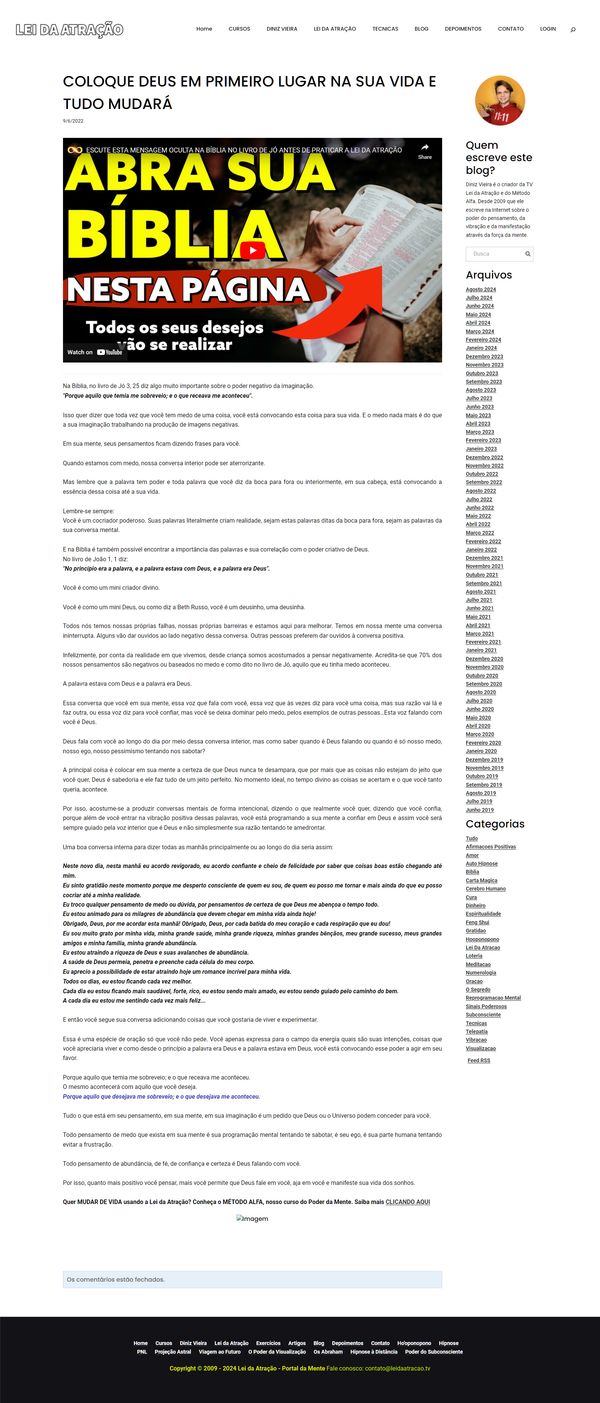 LEI DA ATRAÇÃO
Home CURSOS DINIZ VIEIRA LEI DA ATRAÇÃO TECNICAS BLOG DEPOIMENTOS CONTATO LOGIN
COLOQUE DEUS EM PRIMEIRO LUGAR NA SUA VIDA E
TUDO MUDARÁ
9/6/2022
ESCUTE ESTA MENSAGEM OCULTA NA BÍBLIA NO LIVRO DE JÓ ANTES DE PRATICAR A LEI DA ATRAÇÃO
Share
ABRA SUA
BÍBLIA
NESTA PÁGINA
Todos os seus desejos
vão se realizar
Watch on YouTube
Na Bíblia, no livro de Jó 3, 25 diz algo muito importante sobre o poder negativo da imaginação.
"Porque aquilo que temia me sobreveio; e o que receava me aconteceu".
Isso quer dizer que toda vez que você tem medo de uma coisa, você está convocando esta coisa para sua vida. E o medo nada mais é do que
a sua imaginação trabalhando na produção de imagens negativas.
Em sua mente, seus pensamentos ficam dizendo frases para você.
Quando estamos com medo, nossa conversa interior pode ser aterrorizante.
Mas lembre que a palavra tem poder e toda palavra que você diz da boca para fora ou interiormente, em sua cabeça, está convocando a
essência dessa coisa até a sua vida.
Lembre-se sempre:
Você é um cocriador poderoso. Suas palavras literalmente criam realidade, sejam estas palavras ditas da boca para fora, sejam as palavras da
sua conversa mental.
E na Bíblia é também possível encontrar a importância das palavras e sua correlação com o poder criativo de Deus.
No livro de João 1, 1 diz:
"No princípio era a palavra, e a palavra estava com Deus, e a palavra era Deus".
Você é como um mini criador divino.
Você é como um mini Deus, ou como diz a Beth Russo, você é um deusinho, uma deusinha.
Todos nós temos nossas próprias falhas, nossas próprias barreiras e estamos aqui para melhorar. Temos em nossa mente uma conversa
ininterrupta. Alguns vão dar ouvidos ao lado negativo dessa conversa. Outras pessoas preferem dar ouvidos à conversa positiva.
Infelizmente, por conta da realidade em que vivemos, desde criança somos acostumados a pensar negativamente. Acredita-se que 70% dos
nossos pensamentos são negativos ou baseados no medo e como dito no livro de Jó, aquilo que eu tinha medo aconteceu.
A palavra estava com Deus e a palavra era Deus.
Essa conversa que você em sua mente, essa voz que fala com você, essa voz que às vezes diz para você uma coisa, mas sua razão vai lá e
faz outra, ou essa voz diz para você confiar, mas você se deixa dominar pelo medo, pelos exemplos de outras pessoas...Esta voz falando com
você é Deus.
Deus fala com você ao longo do dia por meio dessa conversa interior, mas como saber quando é Deus falando ou quando é só nosso medo,
nosso ego, nosso pessimismo tentando nos sabotar?
A principal coisa é colocar em sua mente a certeza de que Deus nunca te desampara, que por mais que as coisas não estejam do jeito que
você quer, Deus é sabedoria e ele faz tudo de um jeito perfeito. No momento ideal, no tempo divino as coisas se acertam e o que você tanto
queria, acontece.
Por isso, acostume-se a produzir conversas mentais de forma intencional, dizendo o que realmente você quer, dizendo que você confia,
porque além de você entrar na vibração positiva dessas palavras, você está programando a sua mente a confiar em Deus e assim você será
sempre guiado pela voz interior que é Deus e não simplesmente sua razão tentando te amedrontar.
Uma boa conversa interna para dizer todas as manhãs principalmente ou ao longo do dia seria assim:
Neste novo dia, nesta manhã eu acordo revigorado, eu acordo confiante e cheio de felicidade por saber que coisas boas estão chegando até
mim.
Eu sinto gratidão neste momento porque me desperto consciente de quem eu sou, de quem eu posso me tornar e mais ainda do que eu posso
cocriar até a minha realidade.
Eu troco qualquer pensamento de medo ou dúvida, por pensamentos de certeza de que Deus me abençoa o tempo todo.
Eu estou animado para os milagres de abundância que devem chegar em minha vida ainda hoje!
Obrigado, Deus, por me acordar esta manhã! Obrigado, Deus, por cada batida do meu coração e cada respiração que eu dou!
Eu sou muito grato por minha vida, minha grande saúde, minha grande riqueza, minhas grandes bênçãos, meu grande sucesso, meus grandes
amigos e minha família, minha grande abundância.
Eu estou atraindo a riqueza de Deus e suas avalanches de abundância.
A saúde de Deus permeia, penetra e preenche cada célula do meu corpo.
Eu aprecio a possibilidade de estar atraindo hoje um romance incrível para minha vida.
Todos os dias, eu estou ficando cada vez melhor.
Cada dia eu estou ficando mais saudável, forte, rico, eu estou sendo mais amado, eu estou sendo guiado pelo caminho do bem.
A cada dia eu estou me sentindo cada vez mais feliz...
E então você segue sua conversa adicionando coisas que você gostaria de viver e experimentar.
Essa é uma espécie de oração só que você não pede. Você apenas expressa para o campo da energia quais são suas intenções, coisas que
você apreciaria viver e como desde o princípio a palavra era Deus e a palavra estava em Deus, você está convocando esse poder a agir em seu
favor.
Porque aquilo que temia me sobreveio; e o que receava me aconteceu.
O mesmo acontecerá com aquilo que você deseja.
Porque aquilo que desejava me sobreveio; e o que desejava me aconteceu.
Tudo o que está em seu pensamento, em sua mente, em sua imaginação é um pedido que Deus ou o Universo podem conceder para você.
Todo pensamento de medo que exista em sua mente é sua programação mental tentando te sabotar, é seu ego, é sua parte humana tentando
evitar a frustração.
Todo pensamento de abundância, de fé, de confiança e certeza é Deus falando com você.
Por isso, quanto mais positivo você pensar, mais você permite que Deus fale em você, aja em você e manifeste sua vida dos sonhos.
Quer MUDAR DE VIDA usando a Lei da Atração? Conheça o MÉTODO ALFA, nosso curso do Poder da Mente. Saiba mais CLICANDO AQUI
Imagem
Os comentários estão fechados.
11:11
Quem
escreve este
blog?
Diniz Vieira é o criador da TV
Lei da Atração e do Método
Alfa. Desde 2009 que ele
escreve na Internet sobre o
poder do pensamento, da
vibração e da manifestação
através da força da mente.
Busca
Arquivos
Agosto 2024
Julho 2024
Junho 2024
Maio 2024
Abril 2024
Março 2024
Fevereiro 2024
Janeiro 2024
Dezembro 2023
Novembro 2023
Outubro 2023
Setembro 2023
Agosto 2023
Julho 2023
Junho 2023
Maio 2023
Abril 2023
Março 2023
Fevereiro 2023
Janeiro 2023
Dezembro 2022
Novembro 2022
Outubro 2022
Setembro 2022
Agosto 2022
Julho 2022
Junho 2022
Maio 2022
Abril 2022
Março 2022
Fevereiro 2022
Janeiro 2022
Dezembro 2021
Novembro 2021
Outubro 2021
Setembro 2021
Agosto 2021
Julho 2021
Junho 2021
Maio 2021
Abril 2021
Março 2021
Fevereiro 2021
Janeiro 2021
Dezembro 2020
Novembro 2020
Outubro 2020
Setembro 2020
Agosto 2020
Julho 2020
Junho 2020
Maio 2020
Abril 2020
Março 2020
Fevereiro 2020
Janeiro 2020
Dezembro 2019
Novembro 2019
Outubro 2019
Setembro 2019
Agosto 2019
Julho 2019
Junho 2019
Categorias
Tudo
Afirmacoes Positivas
Amor
Auto Hipnose
Biblia
Carta Magica
Cerebro Humano
Cura
Dinheiro
Espiritualidade
Feng Shui
Gratidao
Hooponopono
Lei Da Atracao
Loteria
Meditacao
Numerologia
Oracao
O Segredo
Reprogramacao Mental
Sinais Poderosos
Subconsciente
Tecnicas
Telepatia
Vibracao
Visualizacao
Feed RSS
Home Cursos Diniz Vieira Lei da Atração Exercícios Artigos Blog Depoimentos Contato Ho'oponopono Hipnose
PNL Projeção Astral Viagem ao Futuro O Poder da Visualização Os Abraham Hipnose à Distância Poder do Subconsciente
Copyright © 2009 - 2024 Lei da Atração - Portal da Mente Fale conosco: contato@leidaatracao.tv